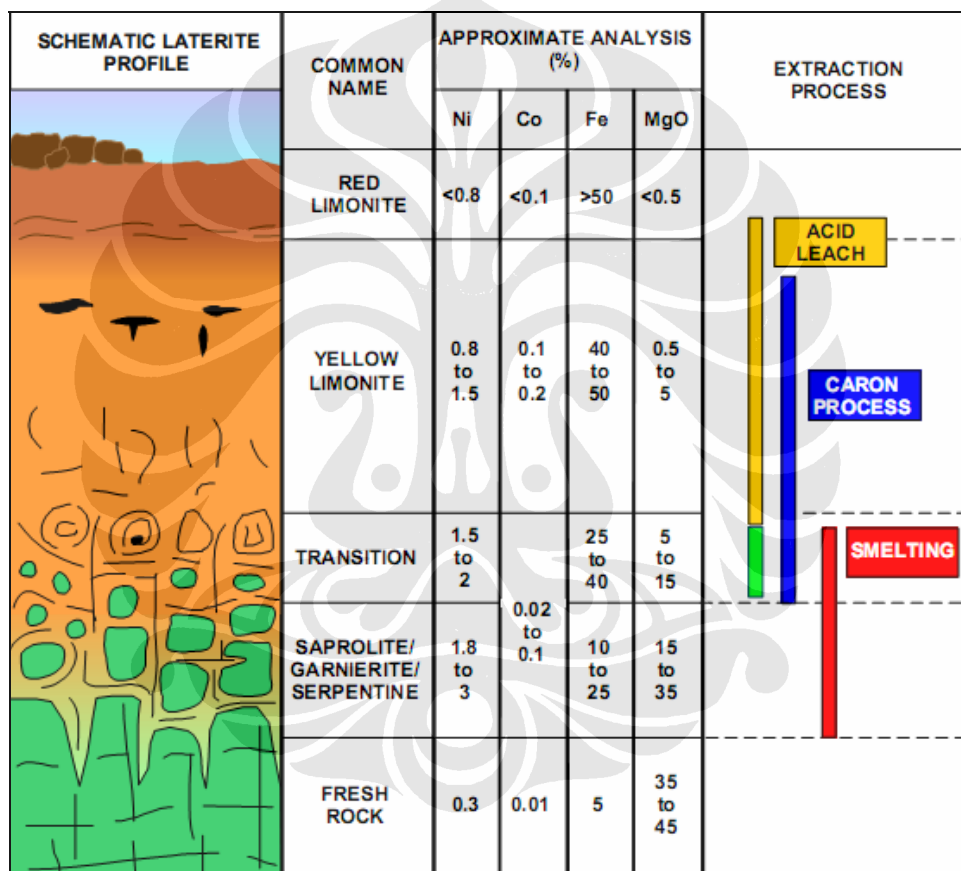 SCHEMATIC LATERITE
PROFILE
COMMON
NAME
APPROXIMATE ANALYSIS
(%)
EXTRACTION
PROCESS
Ni
Co
Fe
MgO
RED
LIMONITE
<0.8
<0.1
>50
<0.5
ACID
LEACH
YELLOW
LIMONITE
0.8
to
1.5
0.1
to
0.2
40
to
50
0.5
to
5
CARON
PROCESS
TRANSITION
1.5
to
2
25
to
40
5
to
15
SMELTING
0.02
to
0.1
SAPROLITE/
GARNIERITE/
SERPENTINE
1.8
to
3
10
to
25
15
to
35
FRESH
ROCK
0.3
0.01
5
35
to
45